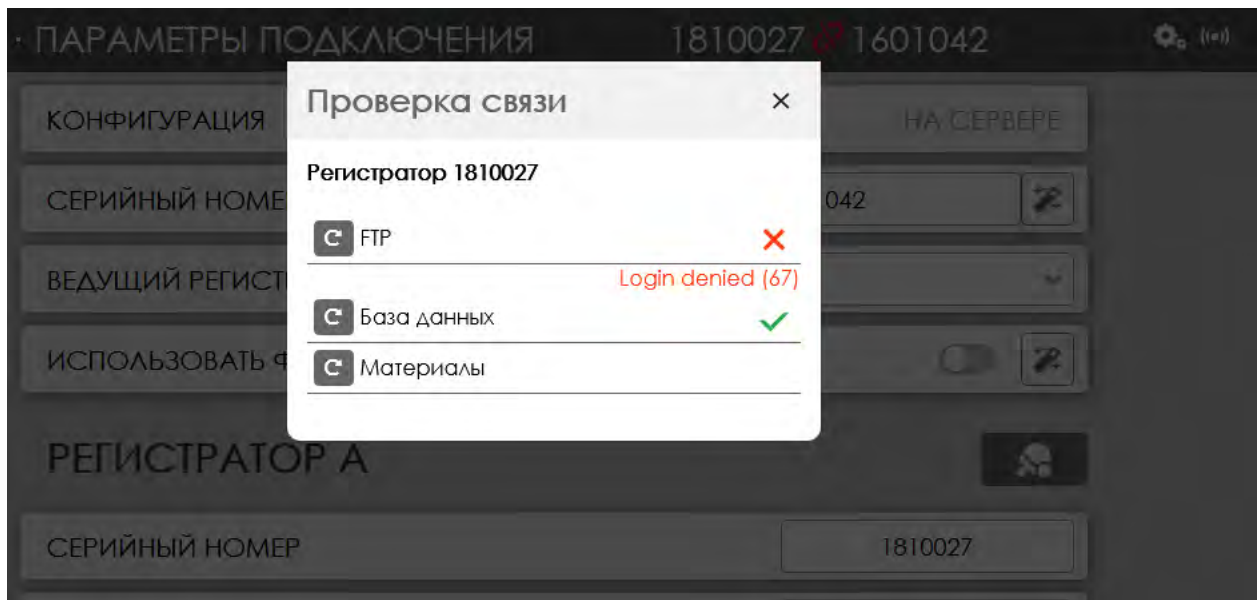 ПАРАМЕТРЫ ПОДКЛЮЧЕНИЯ 1810027 1601042
Проверка связи
КОНФИГУРАЦИЯ НА СЕРВЕРЕ
Регистратор 1810027
СЕРИЙНЫЙ НОМЕ 042
FTP
ВЕДУЩИЙ РЕГИСТ
Login denied (67)
База данных
ИСПОЛЬЗОВАТЬ Ф
Материалы
РЕГИСТРАТОР А
СЕРИЙНЫЙ НОМЕР 1810027